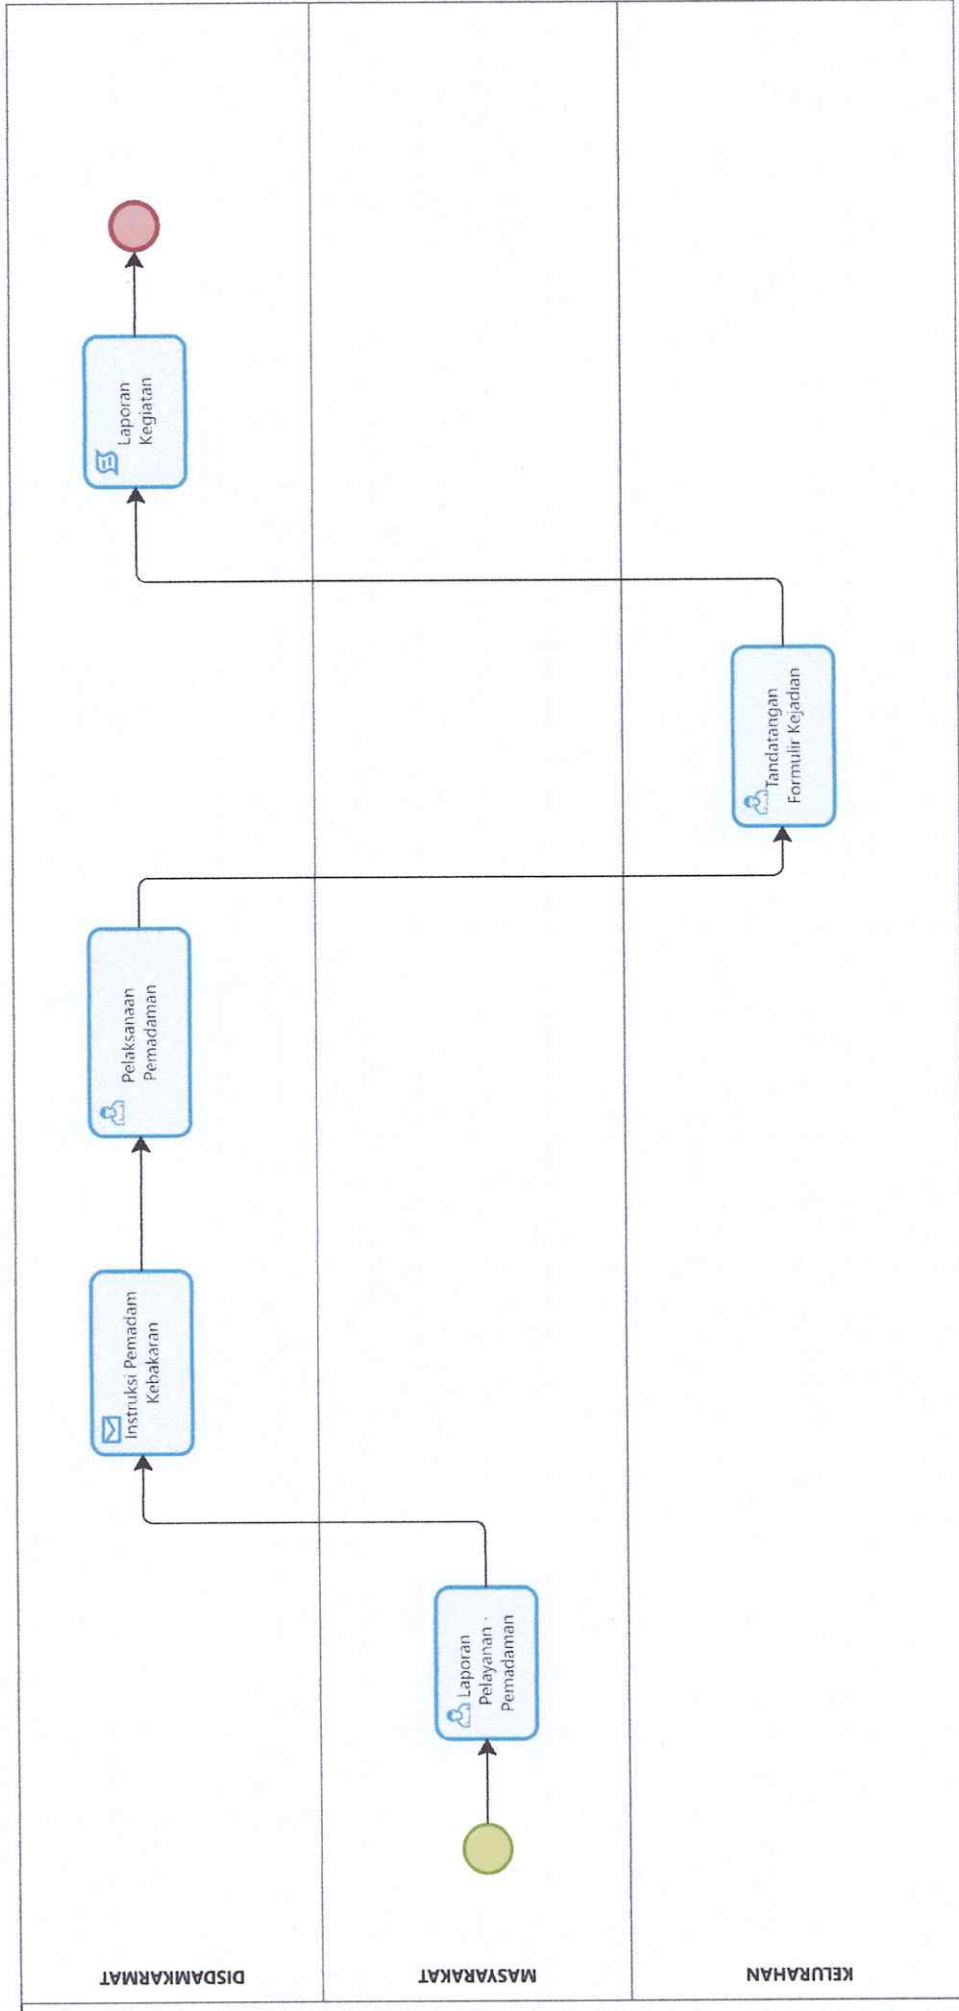 DISDAMKARMAT
MASYARAKAT
KELURAHAN
Laporan
Pelayanan -
Pemadaman
Instruksi Pemadam
Kebakaran
Pelaksanaan
Pemadaman
Tandatangan
Formulir Kejadian
Laporan
Kegiatan